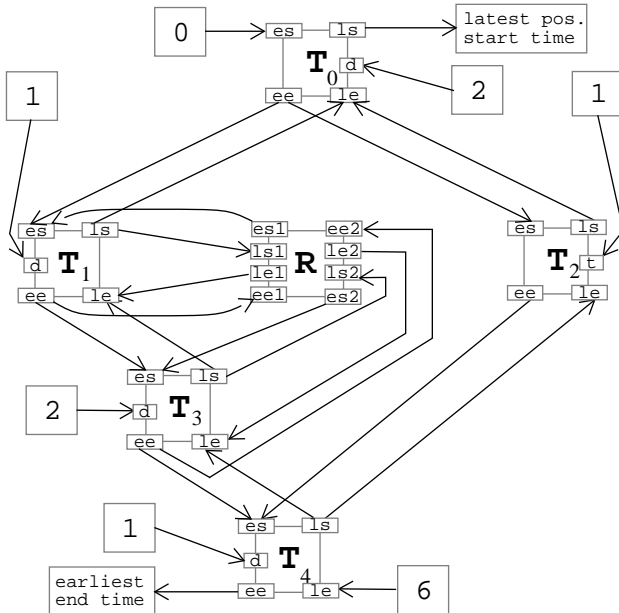 0 es ls latest pos. start time
T0 d
1 ee le 2 1
es ls es1 ee2 es ls
ls1 le2
d T1 R T2 t
le1 ls2
ee le ee1 es2 ee le
es ls
2 d T3
ee le
es ls
1 d T4
earliest end time ee le 6